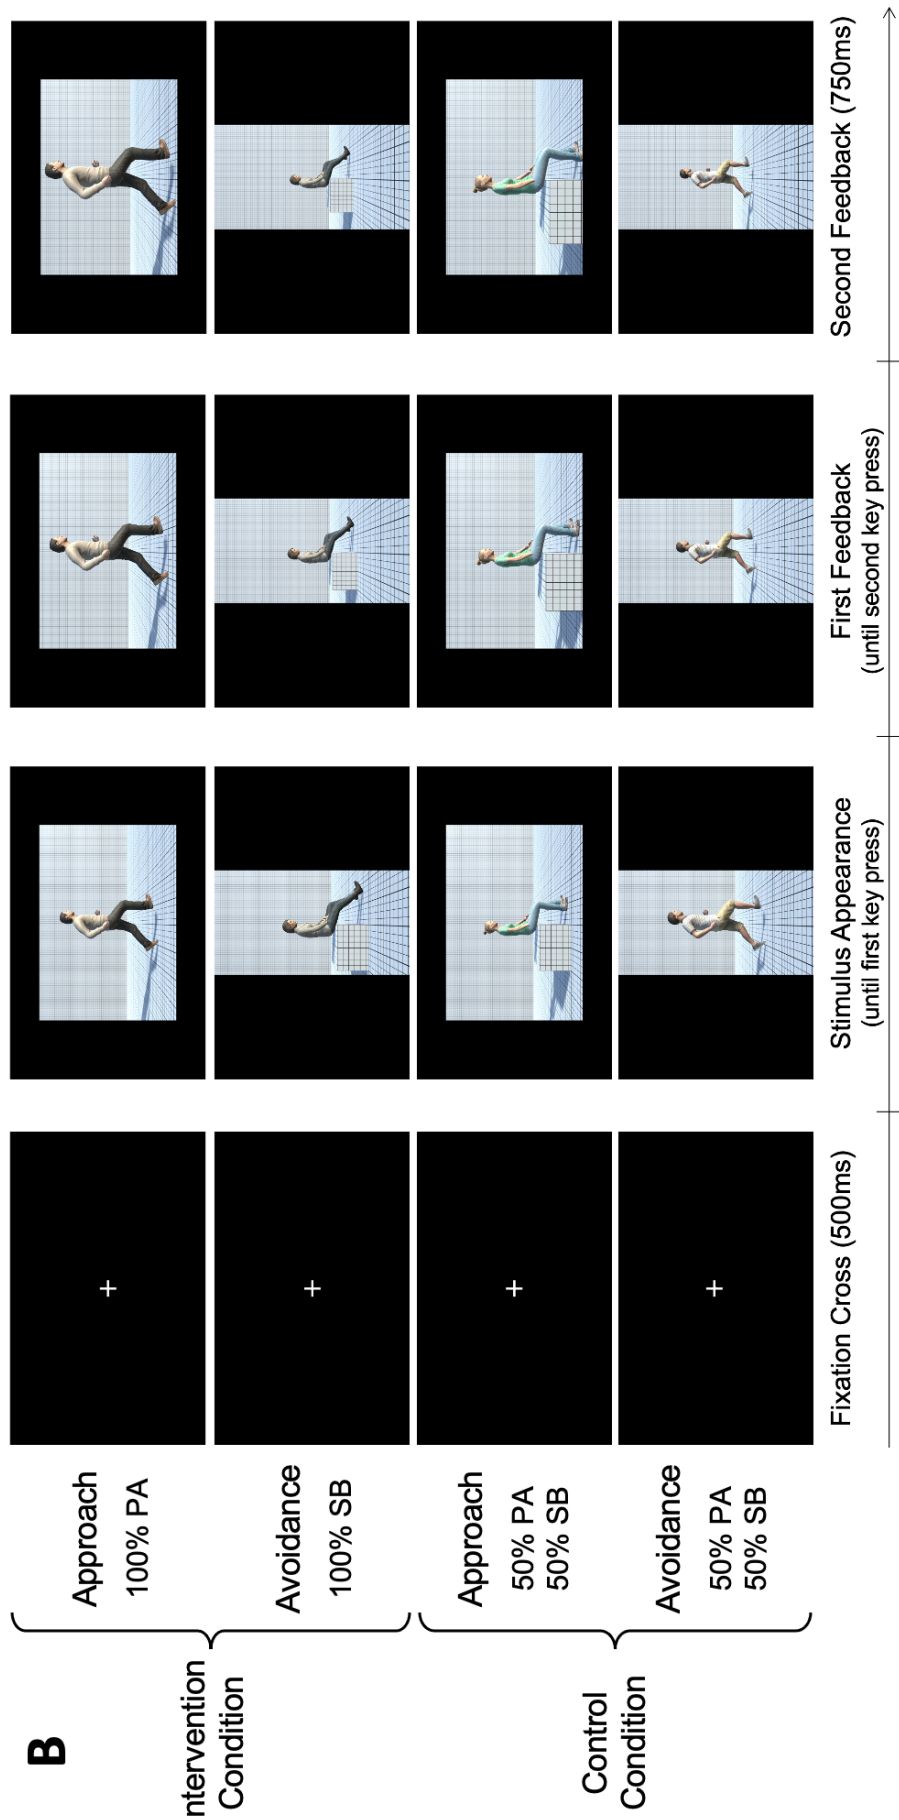 B
ntervention
Condition
Approach
100% PA
Avoidance
100% SB
Control
Condition
Approach
50% PA
50% SB
Avoidance
50% PA
50% SB
Fixation Cross (500ms)
Stimulus Appearance
(until first key press)
First Feedback
(until second key press)
Second Feedback (750ms)